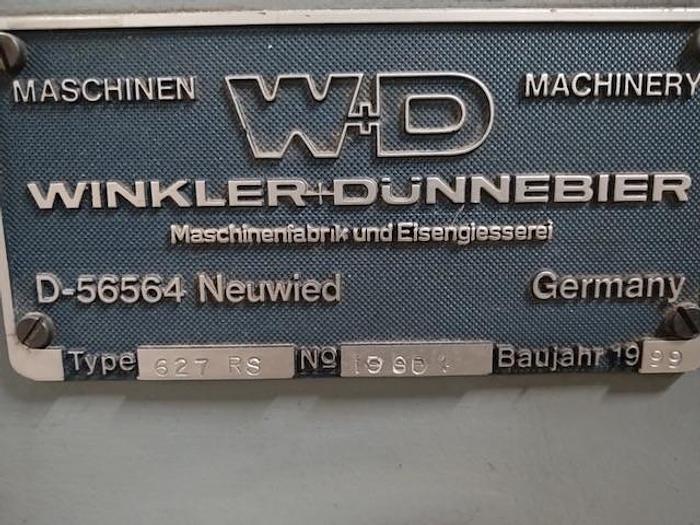 MASCHINEN W+D MACHINERY
WINKLER+DÜNNEBIER
Maschinenfabrik und Eisengiesserei
D-56564 Neuwied Germany
Type 627 RS No Baujahr 1999